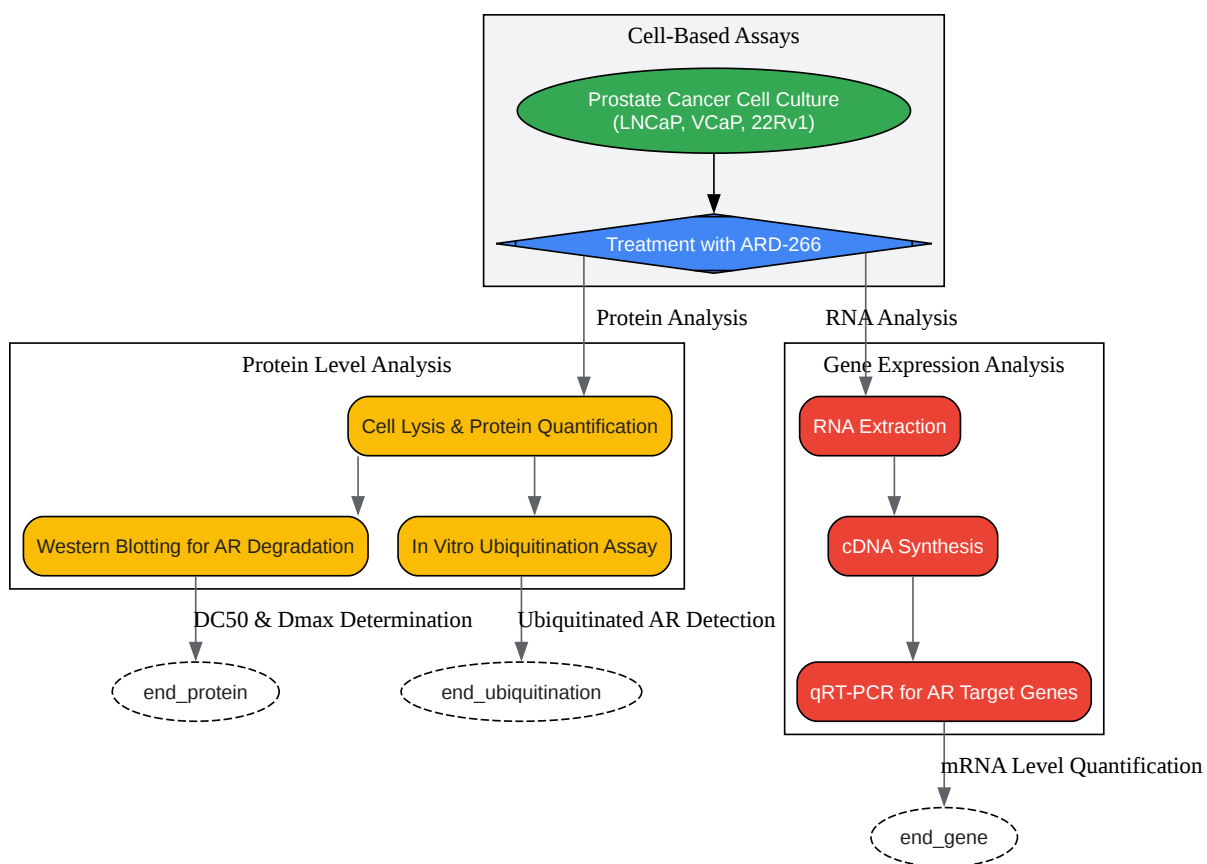 Cell-Based Assays
Prostate Cancer Cell Culture
(LNCaP, VCaP, 22Rv1)
Treatment with ARD-266
Protein Analysis
RNA Analysis
Protein Level Analysis
Gene Expression Analysis
Cell Lysis & Protein Quantification
RNA Extraction
Western Blotting for AR Degradation
In Vitro Ubiquitination Assay
cDNA Synthesis
DC50 & Dmax Determination
Ubiquitinated AR Detection
end_protein
end_ubiquitination
qRT-PCR for AR Target Genes
mRNA Level Quantification
end_gene